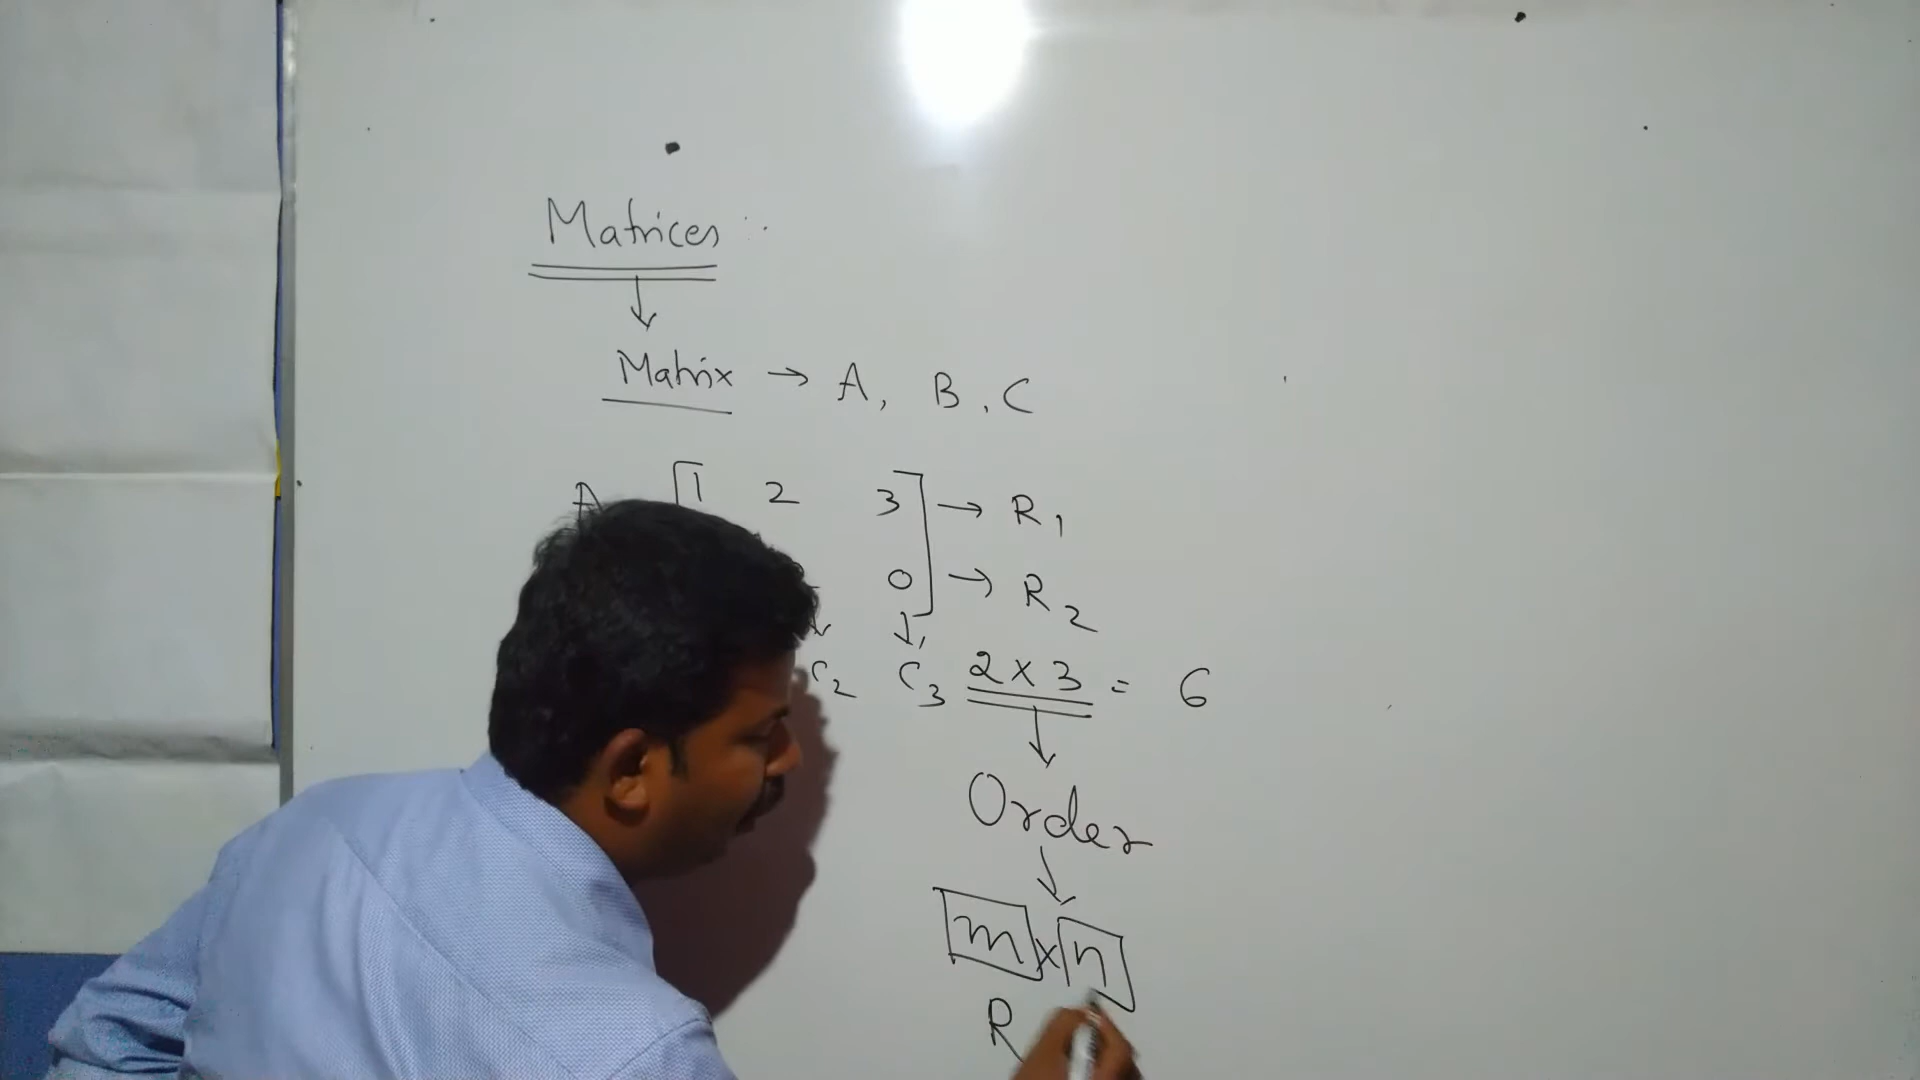 Matrices
Matrix → A, B, C
A [1 2 3] → R1
0] → R2
C2 C3 2 x 3 = 6
Order
m x n
R